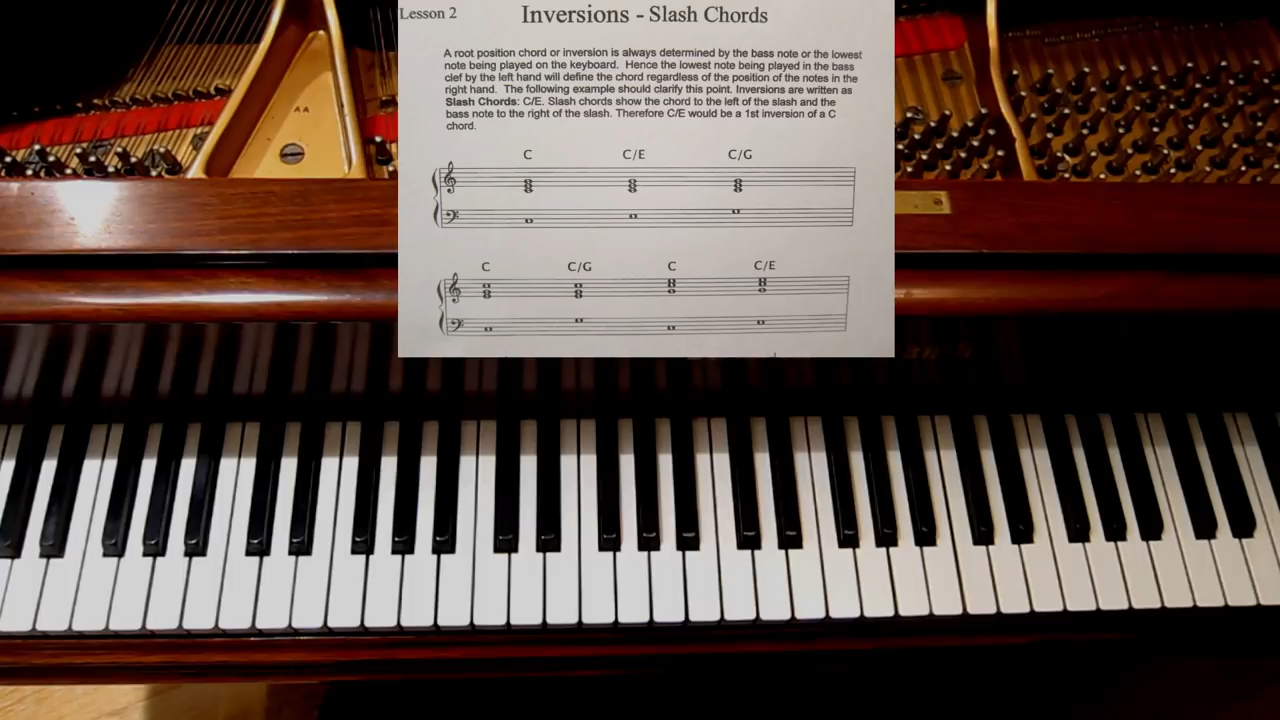 Lesson 2
Inversions - Slash Chords
A root position chord or inversion is always determined by the bass note or the lowest
note being played on the keyboard. Hence the lowest note being played in the bass
clef by the left hand will define the chord regardless of the position of the notes in the
right hand. The following example should clarify this point. Inversions are written as
Slash Chords: C/E. Slash chords show the chord to the left of the slash and the
bass note to the right of the slash. Therefore C/E would be a 1st inversion of a C
chord.
C C/E C/G
C C/G C C/E
AA